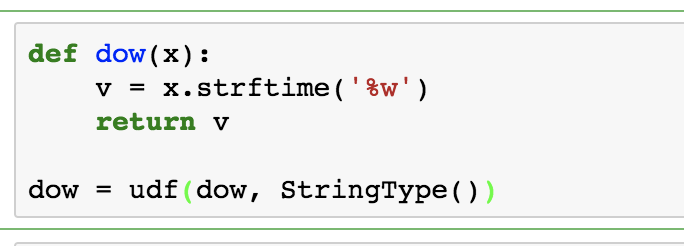 def dow(x):
    v = x.strftime('%w')
    return v
dow = udf(dow, StringType())